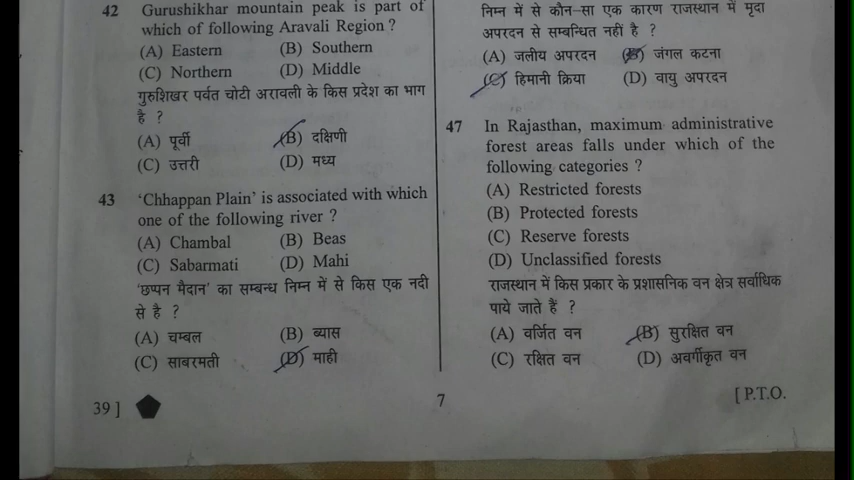 42 Gurushikhar mountain peak is part of
which of following Aravali Region ?
(A) Eastern (B) Southern
(C) Northern (D) Middle
गुरुशिखर पर्वत चोटी अरावली के किस प्रदेश का भाग
है ?
(A) पूर्वी (B) दक्षिणी
(C) उत्तरी (D) मध्य
43 ‘Chhappan Plain’ is associated with which
one of the following river ?
(A) Chambal (B) Beas
(C) Sabarmati (D) Mahi
‘छप्पन मैदान’ का सम्बन्ध निम्न में से किस एक नदी
से है ?
(A) चम्बल (B) ब्यास
(C) साबरमती (D) माही
निम्न में से कौन-सा एक कारण राजस्थान में मृदा
अपरदन से सम्बन्धित नहीं है ?
(A) जलीय अपरदन (B) जंगल कटना
(C) हिमानी क्रिया (D) वायु अपरदन
47 In Rajasthan, maximum administrative
forest areas falls under which of the
following categories ?
(A) Restricted forests
(B) Protected forests
(C) Reserve forests
(D) Unclassified forests
राजस्थान में किस प्रकार के प्रशासनिक वन क्षेत्र सर्वाधिक
पाये जाते हैं ?
(A) वर्जित वन (B) सुरक्षित वन
(C) रक्षित वन (D) अवर्गीकृत वन
39 ] 7 [ P.T.O.